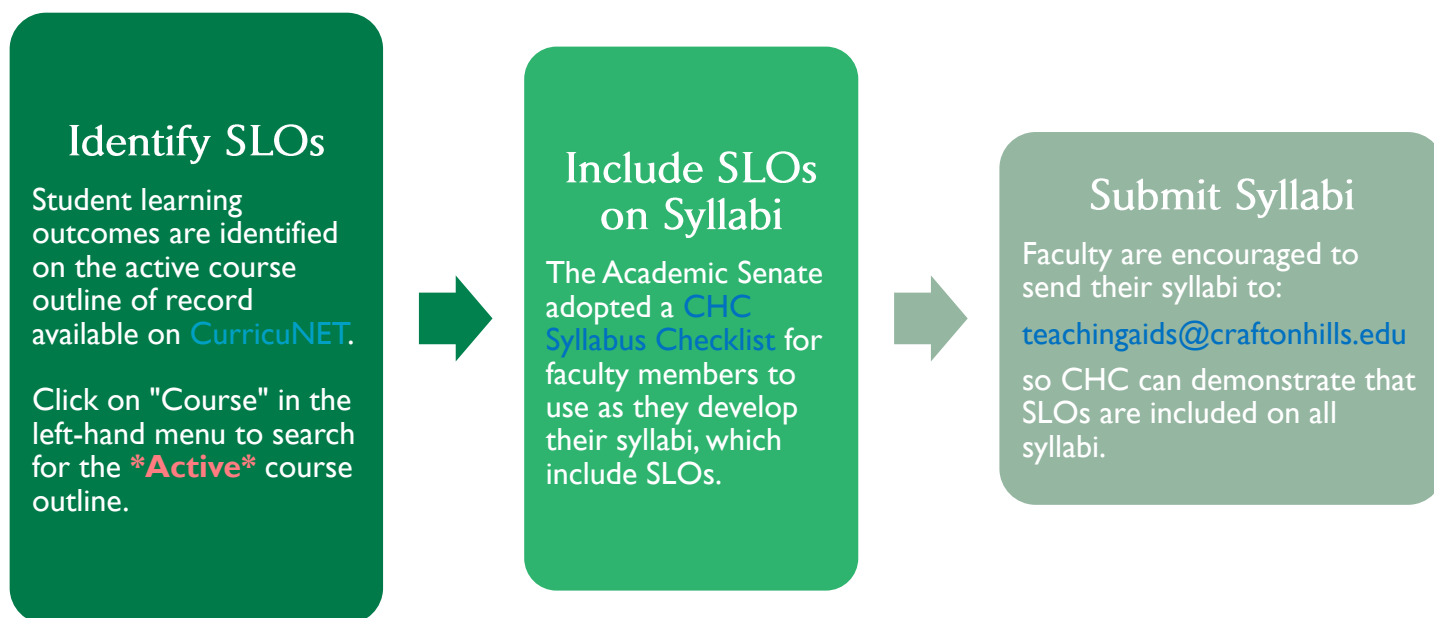 Identify SLOs
Student learning
outcomes are identified
on the active course
outline of record
available on CurricuNET.
Click on "Course" in the
left-hand menu to search
for the *Active* course
outline.
Include SLOs
on Syllabi
The Academic Senate
adopted a CHC
Syllabus Checklist for
faculty members to
use as they develop
their syllabi, which
include SLOs.
Submit Syllabi
Faculty are encouraged to
send their syllabi to:
teachingaids@craftonhills.edu
so CHC can demonstrate that
SLOs are included on all
syllabi.